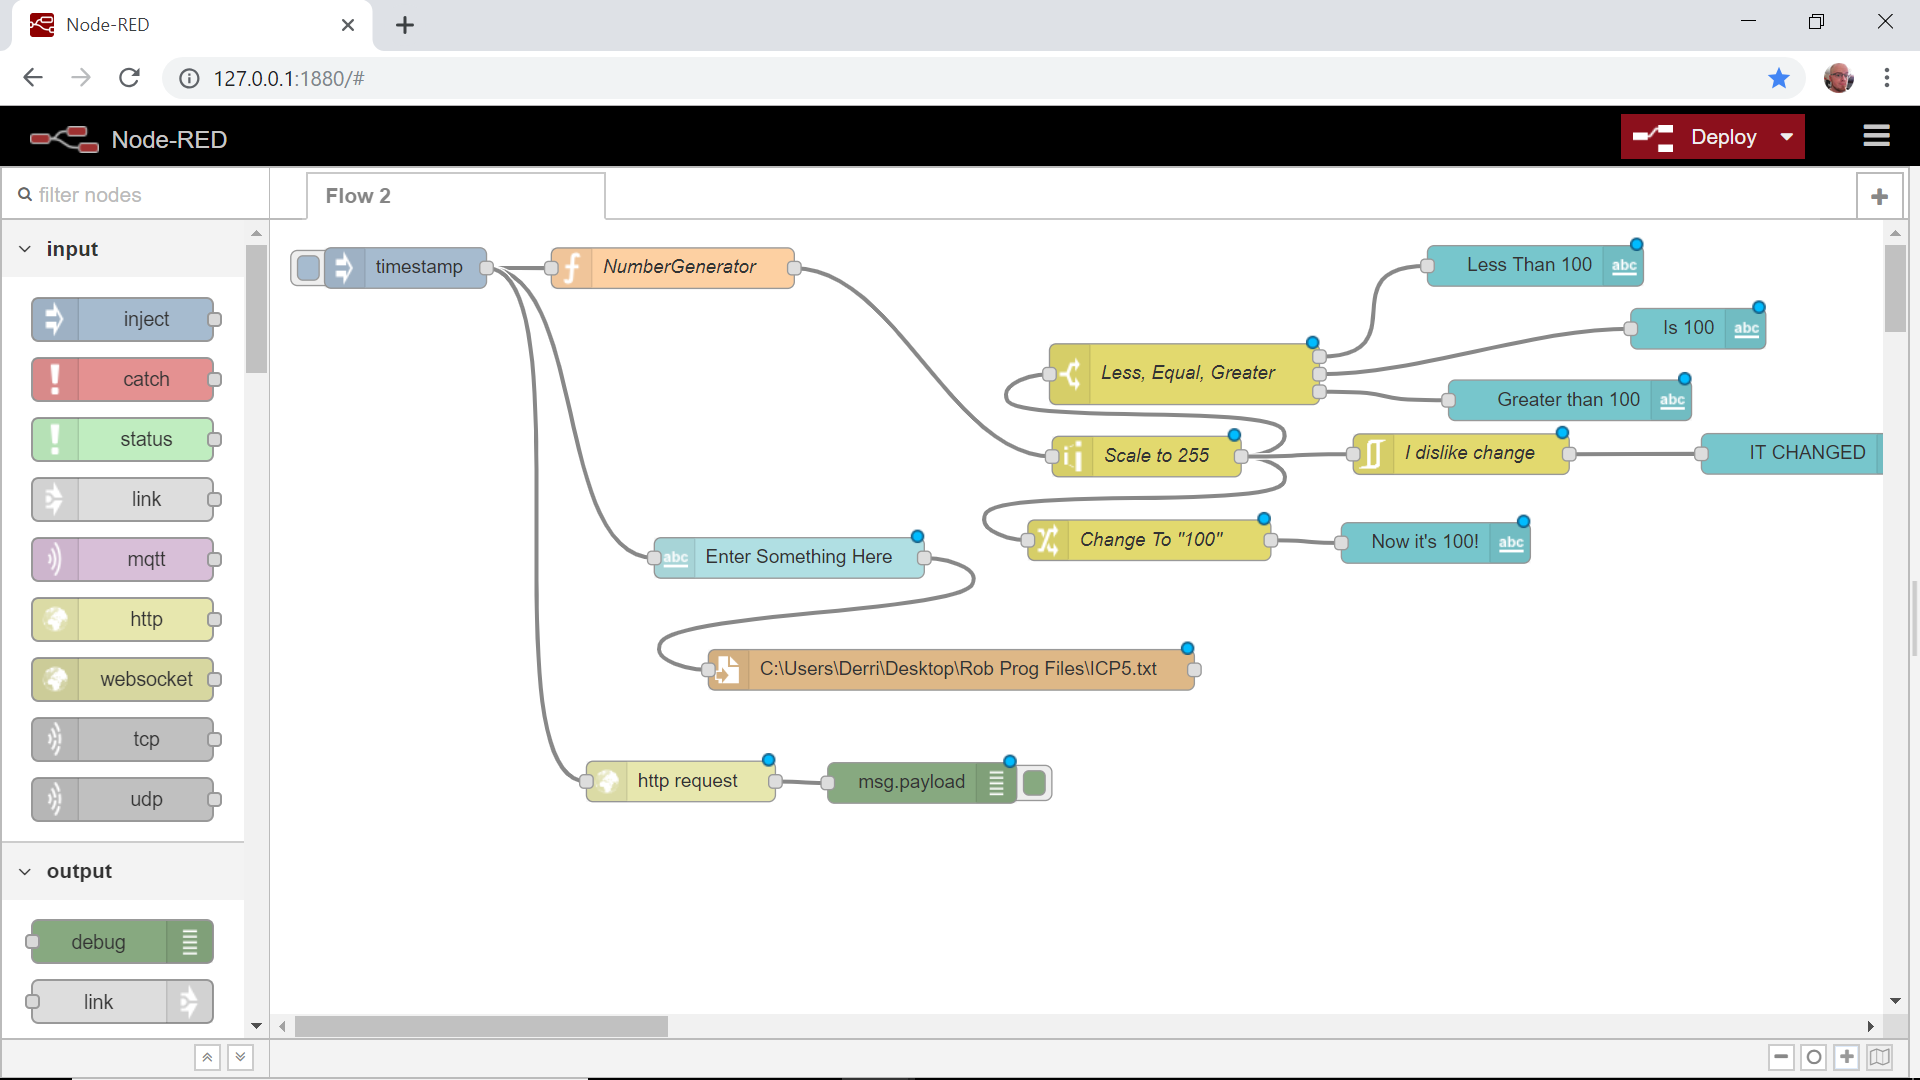 Node-RED
127.0.0.1:1880/#
Node-RED
Deploy
filter nodes
Flow 2
input
inject
catch
status
link
mqtt
http
websocket
tcp
udp
output
debug
link
timestamp
NumberGenerator
Less Than 100
abc
Is 100
abc
Less, Equal, Greater
Greater than 100
abc
Scale to 255
I dislike change
IT CHANGED
Change To "100"
Now it's 100!
abc
abc
Enter Something Here
C:\Users\Derri\Desktop\Rob Prog Files\ICP5.txt
http request
msg.payload